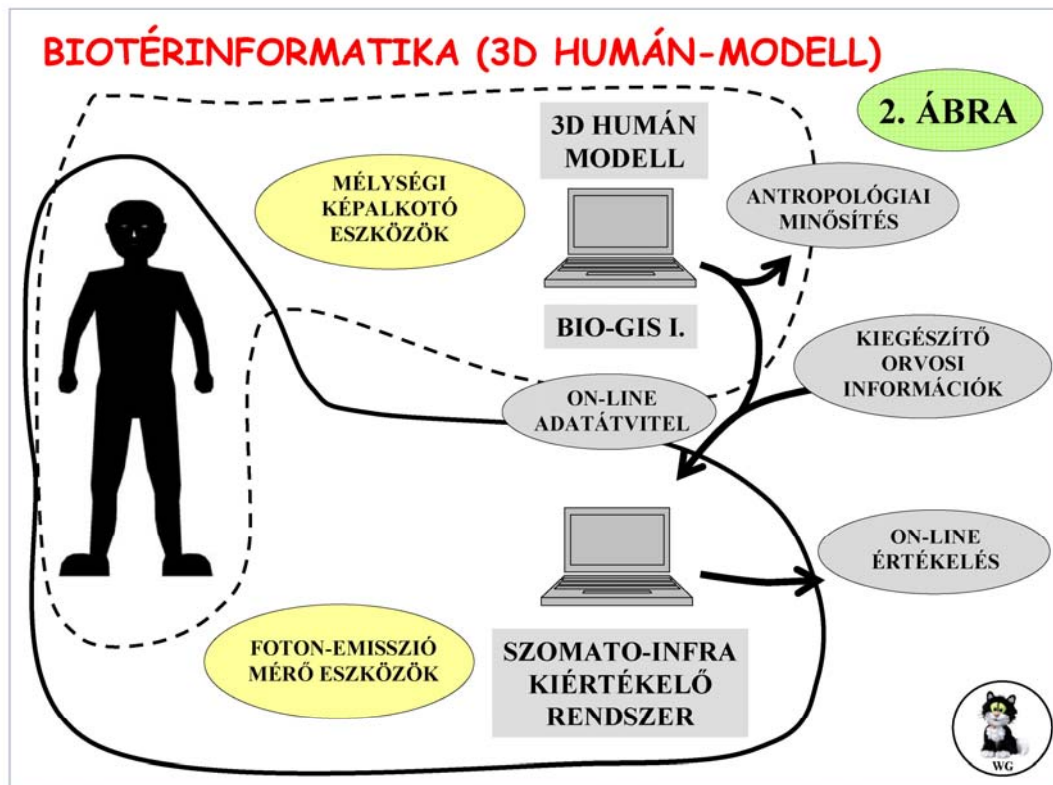 BIOTÉRINFORMATIKA (3D HUMÁN-MODELL)
2. ÁBRA
3D HUMÁN
MODELL
MÉLYSÉGI
KÉPALKOTÓ
ESZKÖZÖK
ANTROPOLÓGIAI
MINŐSÍTÉS
BIO-GIS I.
KIEGÉSZÍTŐ
ORVOSI
INFORMÁCIÓK
ON-LINE
ADATÁTVITEL
ON-LINE
ÉRTÉKELÉS
FOTON-EMISSZIÓ
MÉRŐ ESZKÖZÖK
SZOMATO-INFRA
KIÉRTÉKELŐ
RENDSZER
WG